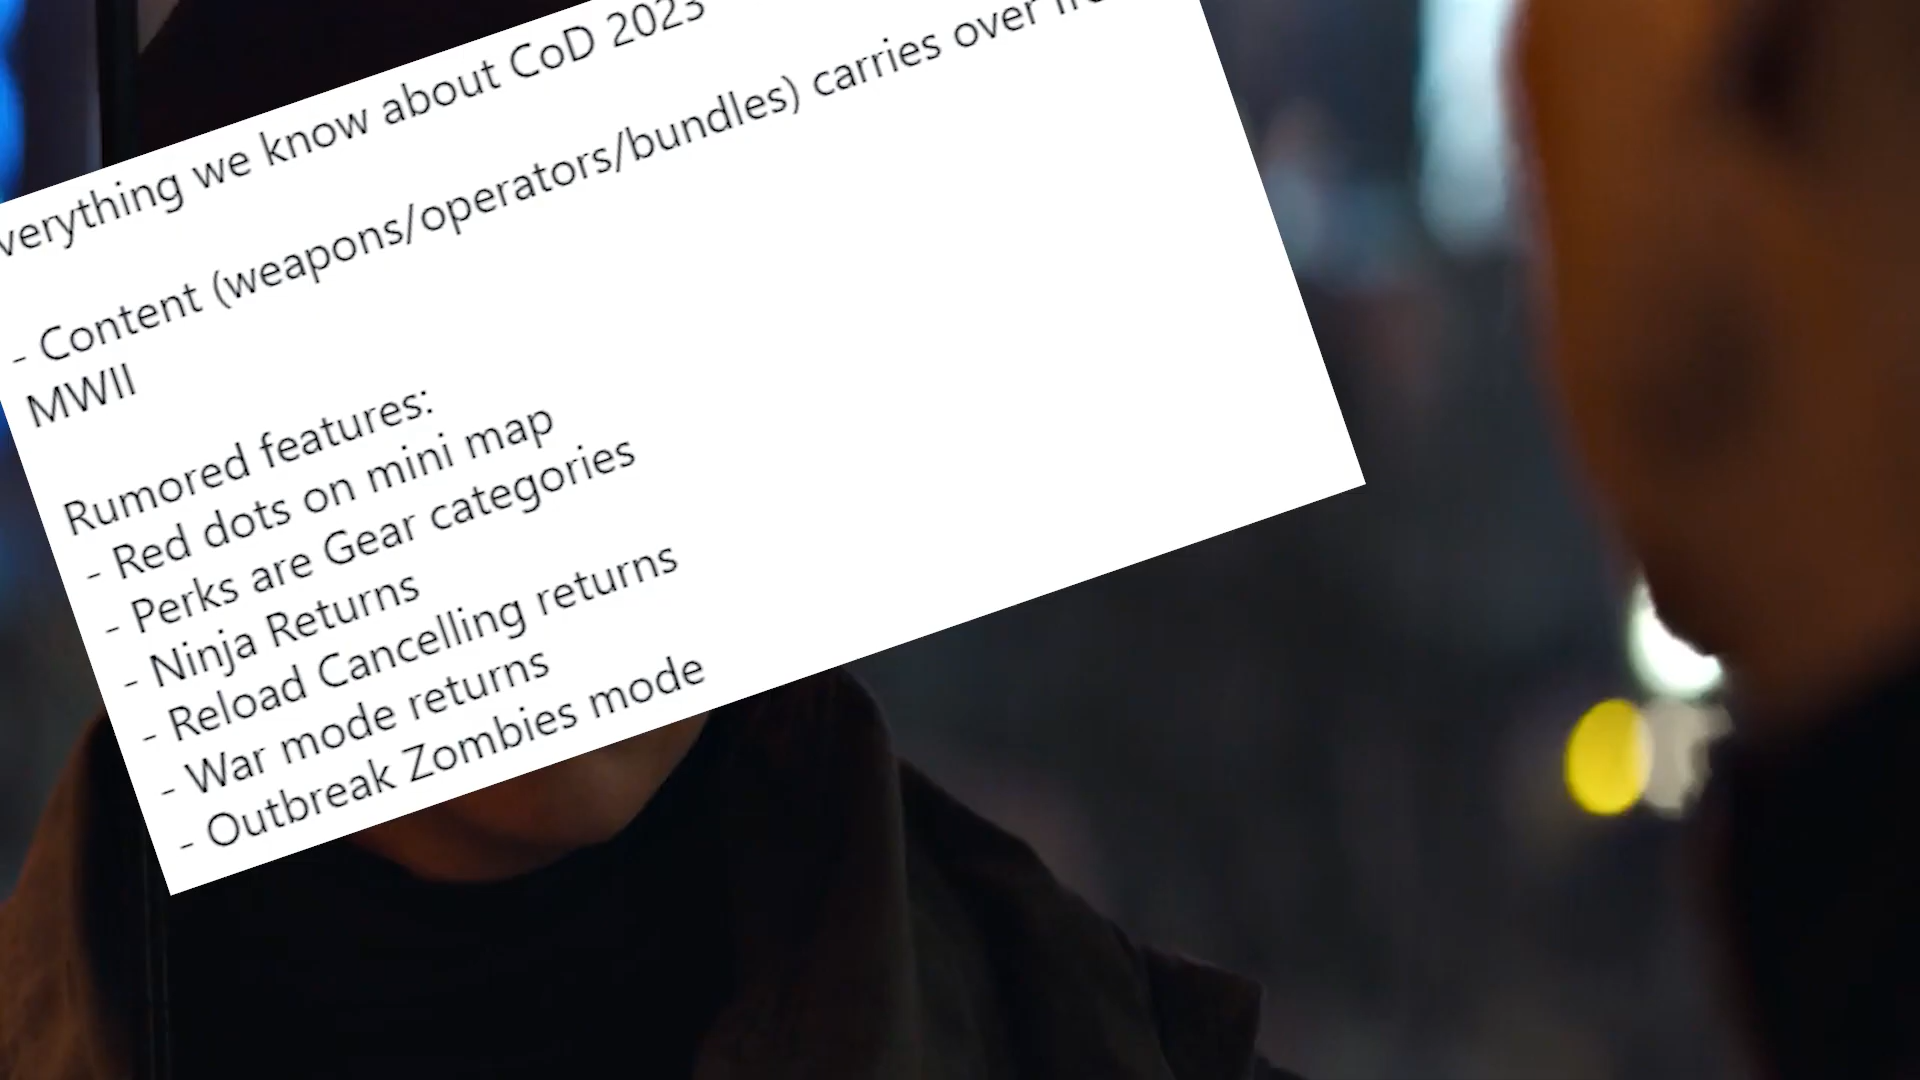 verything we know about CoD 2023
- Content (weapons/operators/bundles) carries over
MWII
Rumored features:
- Red dots on mini map
- Perks are Gear categories
- Ninja Returns
- Reload Cancelling returns
- War mode returns
- Outbreak Zombies mode